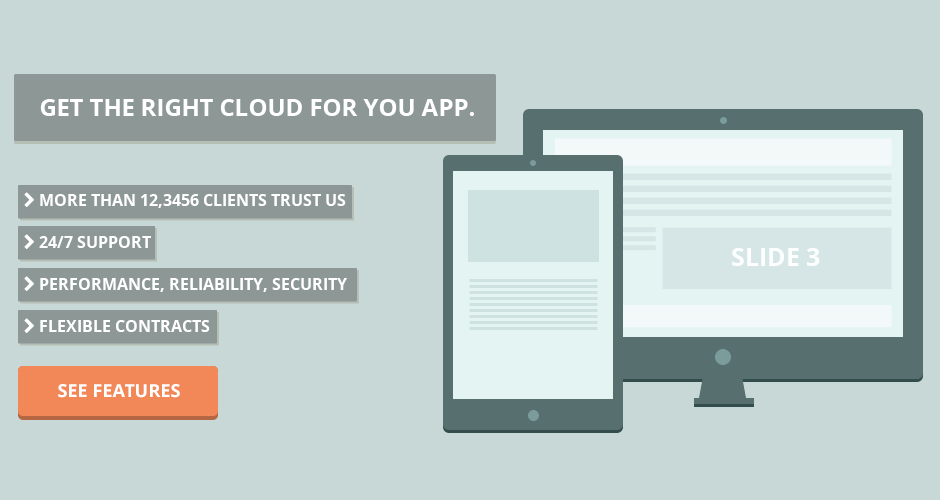 GET THE RIGHT CLOUD FOR YOU APP.
MORE THAN 12,3456 CLIENTS TRUST US
24/7 SUPPORT
PERFORMANCE, RELIABILITY, SECURITY
FLEXIBLE CONTRACTS
SEE FEATURES
SLIDE 3